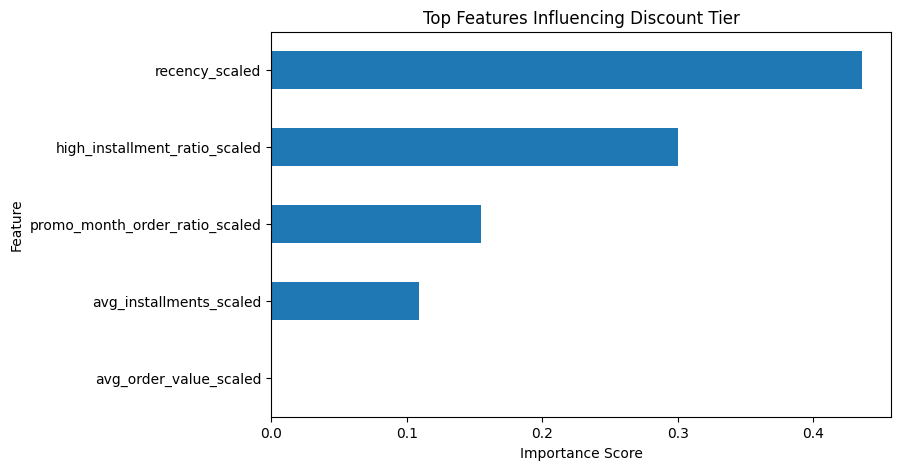 Top Features Influencing Discount Tier
recency_scaled
high_installment_ratio_scaled
promo_month_order_ratio_scaled
avg_installments_scaled
avg_order_value_scaled
Feature
0.0 0.1 0.2 0.3 0.4
Importance Score